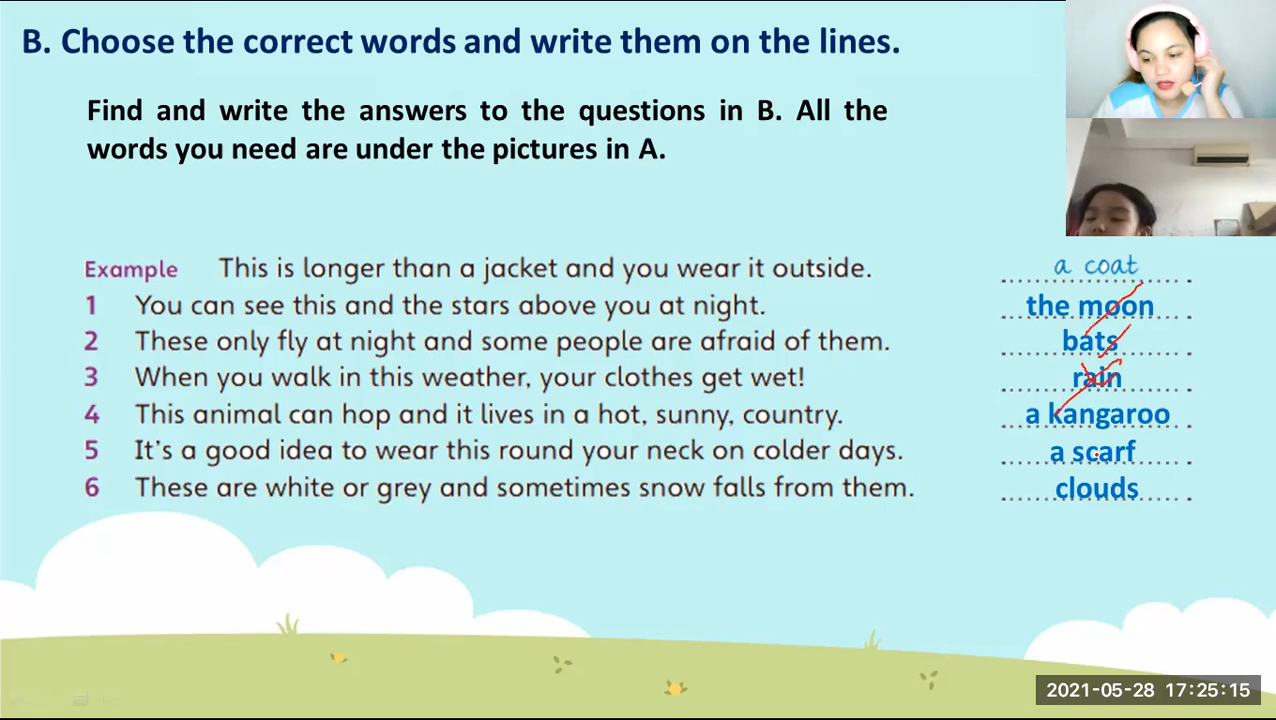 B. Choose the correct words and write them on the lines.
Find and write the answers to the questions in B. All the
words you need are under the pictures in A.
Example This is longer than a jacket and you wear it outside. a coat
1 You can see this and the stars above you at night. the moon
2 These only fly at night and some people are afraid of them. bats
3 When you walk in this weather, your clothes get wet! rain
4 This animal can hop and it lives in a hot, sunny, country. a kangaroo
5 It's a good idea to wear this round your neck on colder days. a scarf
6 These are white or grey and sometimes snow falls from them. clouds
2021-05-28 17:25:15